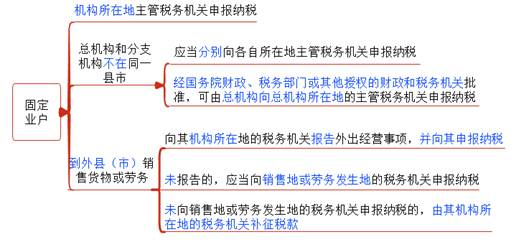 机构所在地主管税务机关申报纳税
总机构和分支
机构不在同一
县市
应当分别向各自所在地主管税务机关申报纳税
经国务院财政、税务部门或其他授权的财政和税务机关批
准，可由总机构向总机构所在地的主管税务机关申报纳税
固定
业户
到外县（市）销
售货物或劳务
向其机构所在地的税务机关报告外出经营事项，并向其申报纳税
未报告的，应当向销售地或劳务发生地的税务机关申报纳税
未向销售地或劳务发生地的税务机关申报纳税的，由其机构所
在地的税务机关补征税款